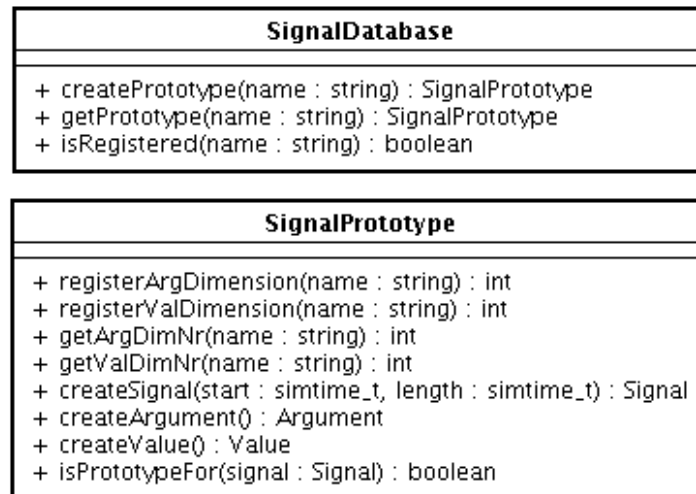 SignalDatabase
+ createPrototype(name : string) : SignalPrototype
+ getPrototype(name : string) : SignalPrototype
+ isRegistered(name : string) : boolean
SignalPrototype
+ registerArgDimension(name : string) : int
+ registerValDimension(name : string) : int
+ getArgDimNr(name : string) : int
+ getValDimNr(name : string) : int
+ createSignal(start : simtime_t, length : simtime_t) : Signal
+ createArgument() : Argument
+ createValue() : Value
+ isPrototypeFor(signal : Signal) : boolean